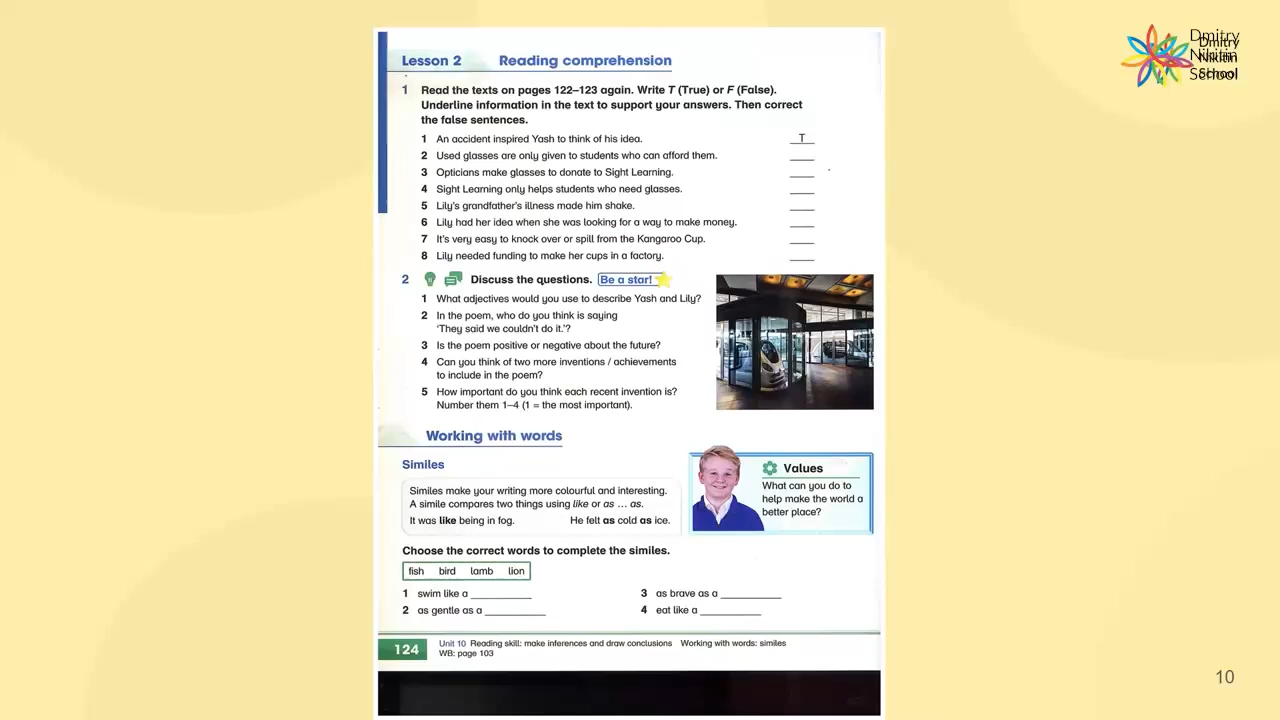 Dmitry
Nikitin
School
Dmitry
Nikitin
School
Lesson 2 Reading comprehension
1 Read the texts on pages 122–123 again. Write T (True) or F (False).
Underline information in the text to support your answers. Then correct
the false sentences.
1 An accident inspired Yash to think of his idea. T
2 Used glasses are only given to students who can afford them. ___
3 Opticians make glasses to donate to Sight Learning. ___
4 Sight Learning only helps students who need glasses. ___
5 Lily's grandfather's illness made him shake. ___
6 Lily had her idea when she was looking for a way to make money. ___
7 It's very easy to knock over or spill from the Kangaroo Cup. ___
8 Lily needed funding to make her cups in a factory. ___
2 Discuss the questions. Be a star!
1 What adjectives would you use to describe Yash and Lily?
2 In the poem, who do you think is saying
'They said we couldn't do it.'?
3 Is the poem positive or negative about the future?
4 Can you think of two more inventions / achievements
to include in the poem?
5 How important do you think each recent invention is?
Number them 1–4 (1 = the most important).
Working with words
Similes
Similes make your writing more colourful and interesting.
A simile compares two things using like or as … as.
It was like being in fog. He felt as cold as ice.
Values
What can you do to
help make the world a
better place?
Choose the correct words to complete the similes.
fish bird lamb lion
1 swim like a ___
2 as gentle as a ___
3 as brave as a ___
4 eat like a ___
124 Unit 10 Reading skill: make inferences and draw conclusions Working with words: similes
WB: page 103
10